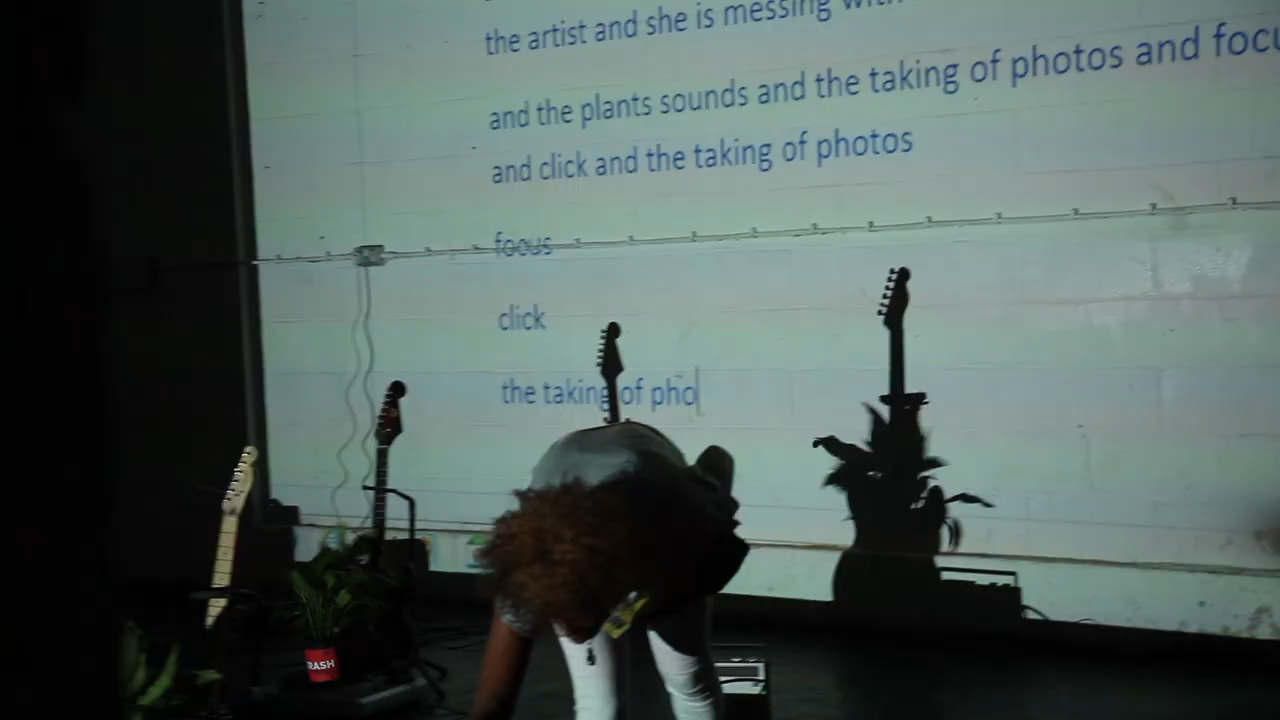 the artist and she is messing with
and the plants sounds and the taking of photos and focu
and click and the taking of photos
focus
click
the taking of pho
RASH